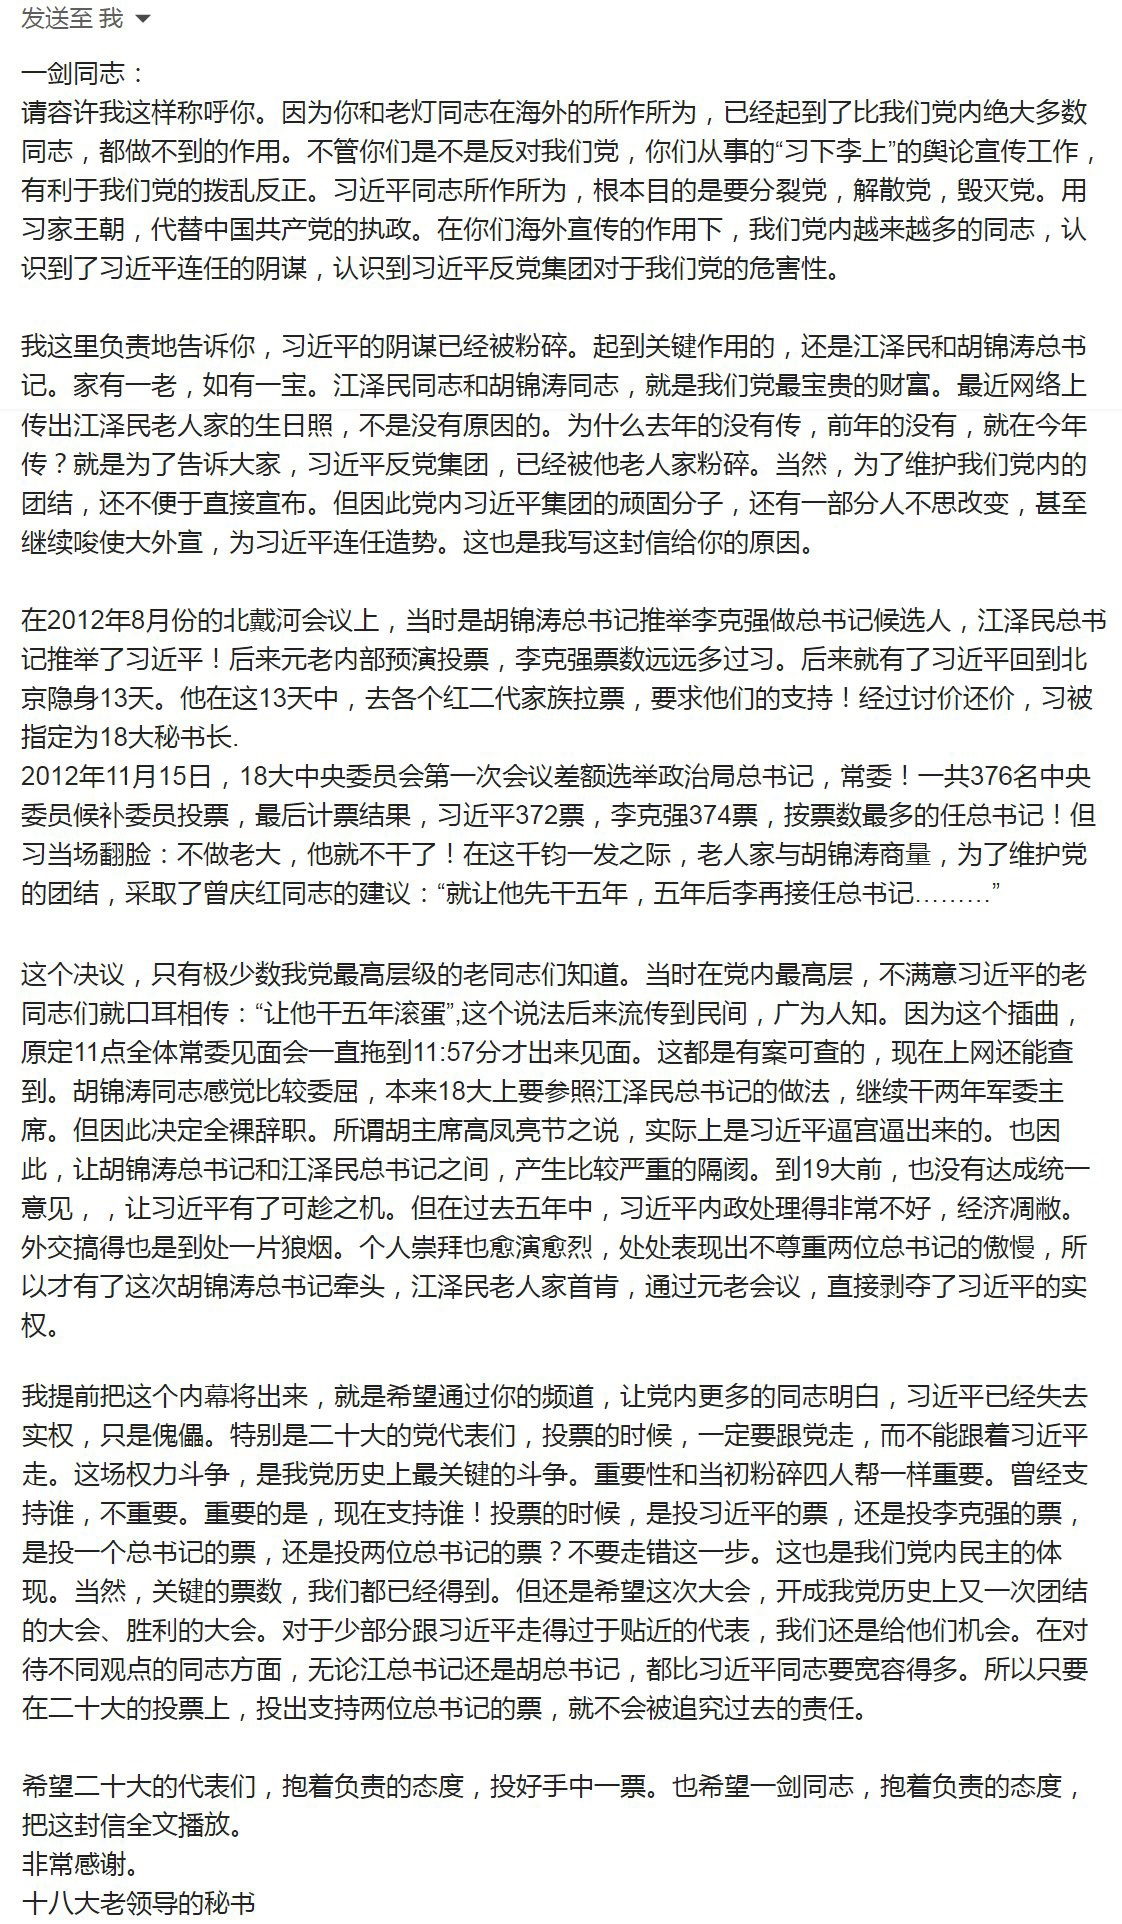 发送至 我
一剑同志：
请容许我这样称呼你。因为你和老灯同志在海外的所作所为，已经起到了比我们党内绝大多数
同志，都做不到的作用。不管你们是不是反对我们党，你们从事的“习下李上”的舆论宣传工作，
有利于我们党的拨乱反正。习近平同志所作所为，根本目的是要分裂党，解散党，毁灭党。用
习家王朝，代替中国共产党的执政。在你们海外宣传的作用下，我们党内越来越多的同志，认
识到了习近平连任的阴谋，认识到习近平反党集团对于我们党的危害性。
我这里负责地告诉你，习近平的阴谋已经被粉碎。起到关键作用的，还是江泽民和胡锦涛总书
记。家有一老，如有一宝。江泽民同志和胡锦涛同志，就是我们党最宝贵的财富。最近网络上
传出江泽民老人家的生日照，不是没有原因的。为什么去年的没有传，前年的没有，就在今年
传？就是为了告诉大家，习近平反党集团，已经被他老人家粉碎。当然，为了维护我们党内的
团结，还不便于直接宣布。但因此党内习近平集团的顽固分子，还有一部分人不思改变，甚至
继续唆使大外宣，为习近平连任造势。这也是我写这封信给你的原因。
在2012年8月份的北戴河会议上，当时是胡锦涛总书记推举李克强做总书记候选人，江泽民总书
记推举了习近平！后来元老内部预演投票，李克强票数远远多过习。后来就有了习近平回到北
京隐身13天。他在这13天中，去各个红二代家族拉票，要求他们的支持！经过讨价还价，习被
指定为18大秘书长.
2012年11月15日，18大中央委员会第一次会议差额选举政治局总书记，常委！一共376名中央
委员候补委员投票，最后计票结果，习近平372票，李克强374票，按票数最多的任总书记！但
习当场翻脸：不做老大，他就不干了！在这千钧一发之际，老人家与胡锦涛商量，为了维护党
的团结，采取了曾庆红同志的建议：“就让他先干五年，五年后李再接任总书记………”
这个决议，只有极少数我党最高层级的老同志们知道。当时在党内最高层，不满意习近平的老
同志们就口耳相传：“让他干五年滚蛋”,这个说法后来流传到民间，广为人知。因为这个插曲，
原定11点全体常委见面会一直拖到11:57分才出来见面。这都是有案可查的，现在上网还能查
到。胡锦涛同志感觉比较委屈，本来18大上要参照江泽民总书记的做法，继续干两年军委主
席。但因此决定全裸辞职。所谓胡主席高凤亮节之说，实际上是习近平逼宫逼出来的。也因
此，让胡锦涛总书记和江泽民总书记之间，产生比较严重的隔阂。到19大前，也没有达成统一
意见，，让习近平有了可趁之机。但在过去五年中，习近平内政处理得非常不好，经济凋敝。
外交搞得也是到处一片狼烟。个人崇拜也愈演愈烈，处处表现出不尊重两位总书记的傲慢，所
以才有了这次胡锦涛总书记牵头，江泽民老人家首肯，通过元老会议，直接剥夺了习近平的实
权。
我提前把这个内幕将出来，就是希望通过你的频道，让党内更多的同志明白，习近平已经失去
实权，只是傀儡。特别是二十大的党代表们，投票的时候，一定要跟党走，而不能跟着习近平
走。这场权力斗争，是我党历史上最关键的斗争。重要性和当初粉碎四人帮一样重要。曾经支
持谁，不重要。重要的是，现在支持谁！投票的时候，是投习近平的票，还是投李克强的票，
是投一个总书记的票，还是投两位总书记的票？不要走错这一步。这也是我们党内民主的体
现。当然，关键的票数，我们都已经得到。但还是希望这次大会，开成我党历史上又一次团结
的大会、胜利的大会。对于少部分跟习近平走得过于贴近的代表，我们还是给他们机会。在对
待不同观点的同志方面，无论江总书记还是胡总书记，都比习近平同志要宽容得多。所以只要
在二十大的投票上，投出支持两位总书记的票，就不会被追究过去的责任。
希望二十大的代表们，抱着负责的态度，投好手中一票。也希望一剑同志，抱着负责的态度，
把这封信全文播放。
非常感谢。
十八大老领导的秘书